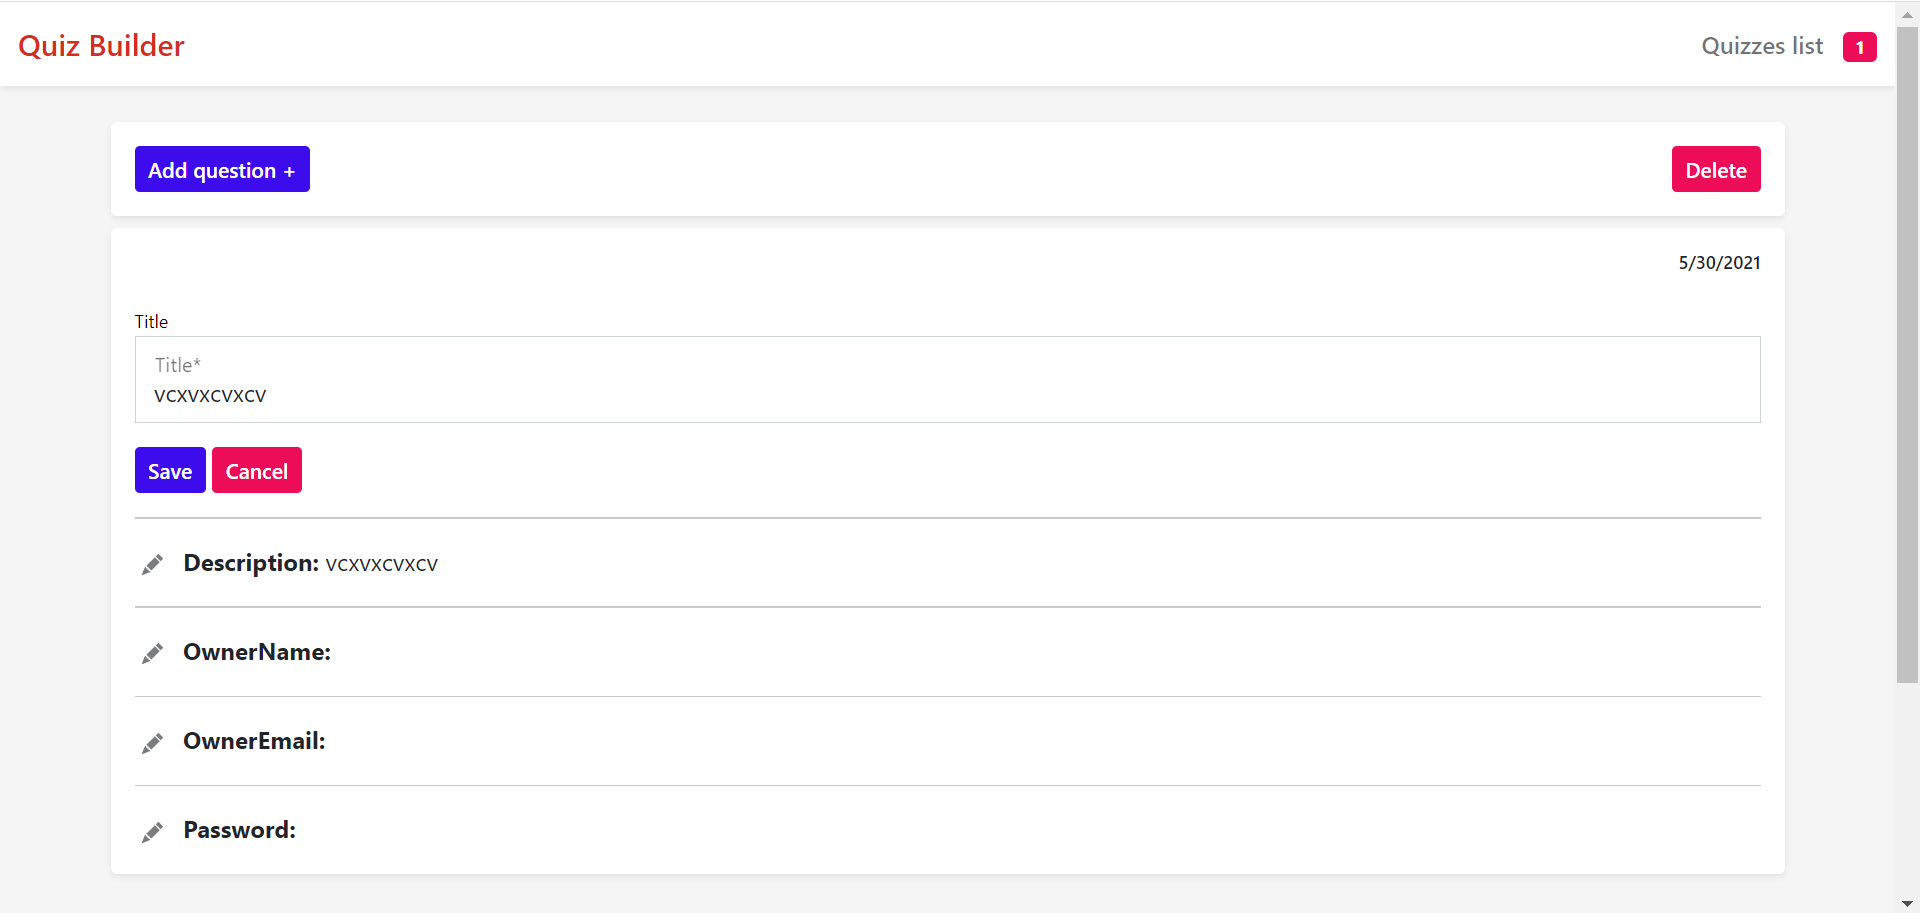 Quiz Builder
Quizzes list 1
Add question +
Delete
5/30/2021
Title
Title*
vcxvxcvxcv
Save Cancel
Description: vcxvxcvxcv
OwnerName:
OwnerEmail:
Password: